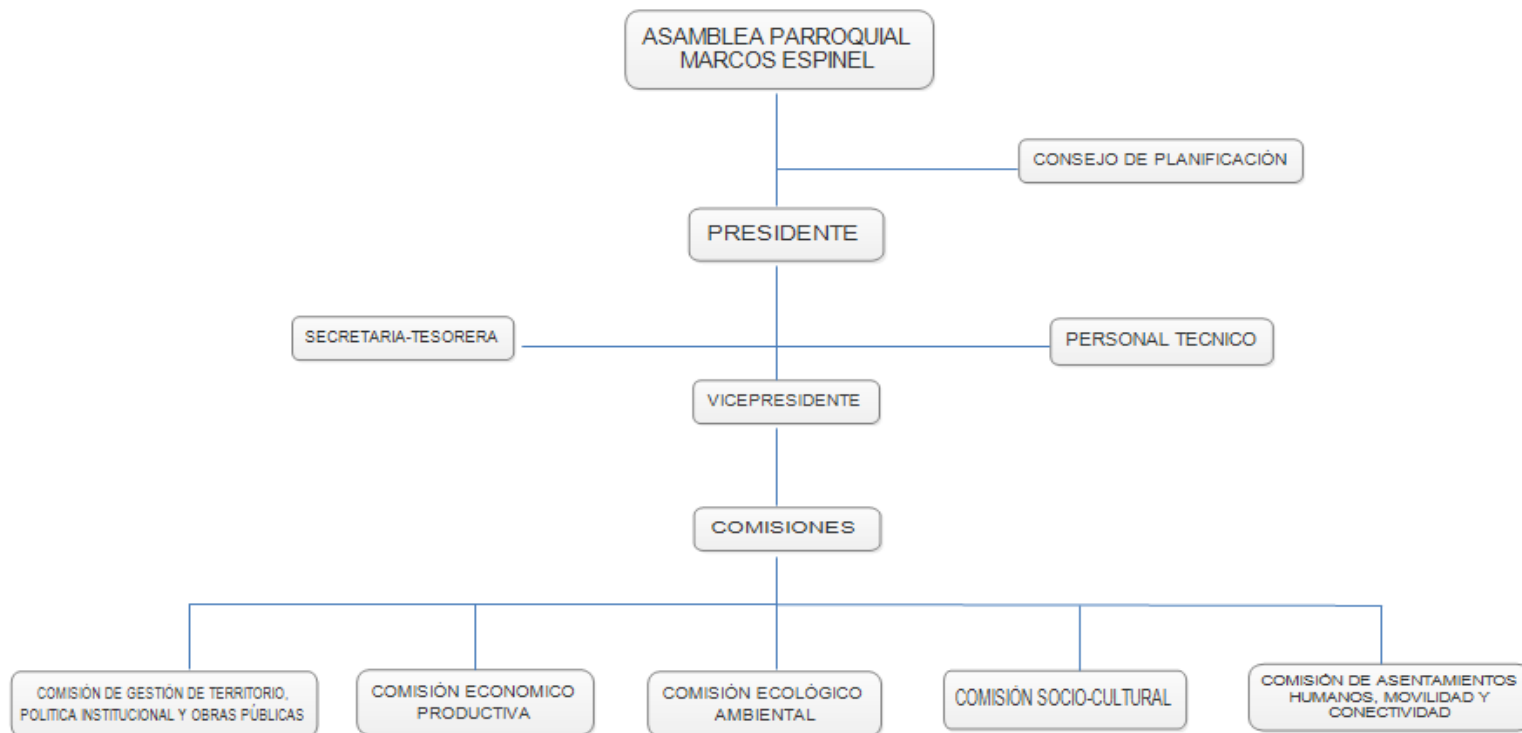 ASAMBLEA PARROQUIAL
MARCOS ESPINEL
CONSEJO DE PLANIFICACIÓN
PRESIDENTE
SECRETARIA-TESORERA
PERSONAL TECNICO
VICEPRESIDENTE
COMISIONES
COMISIÓN DE GESTIÓN DE TERRITORIO,
POLITICA INSTITUCIONAL Y OBRAS PÚBLICAS
COMISIÓN ECONOMICO
PRODUCTIVA
COMISIÓN ECOLÓGICO
AMBIENTAL
COMISIÓN SOCIO-CULTURAL
COMISIÓN DE ASENTAMIENTOS
HUMANOS, MOVILIDAD Y
CONECTIVIDAD